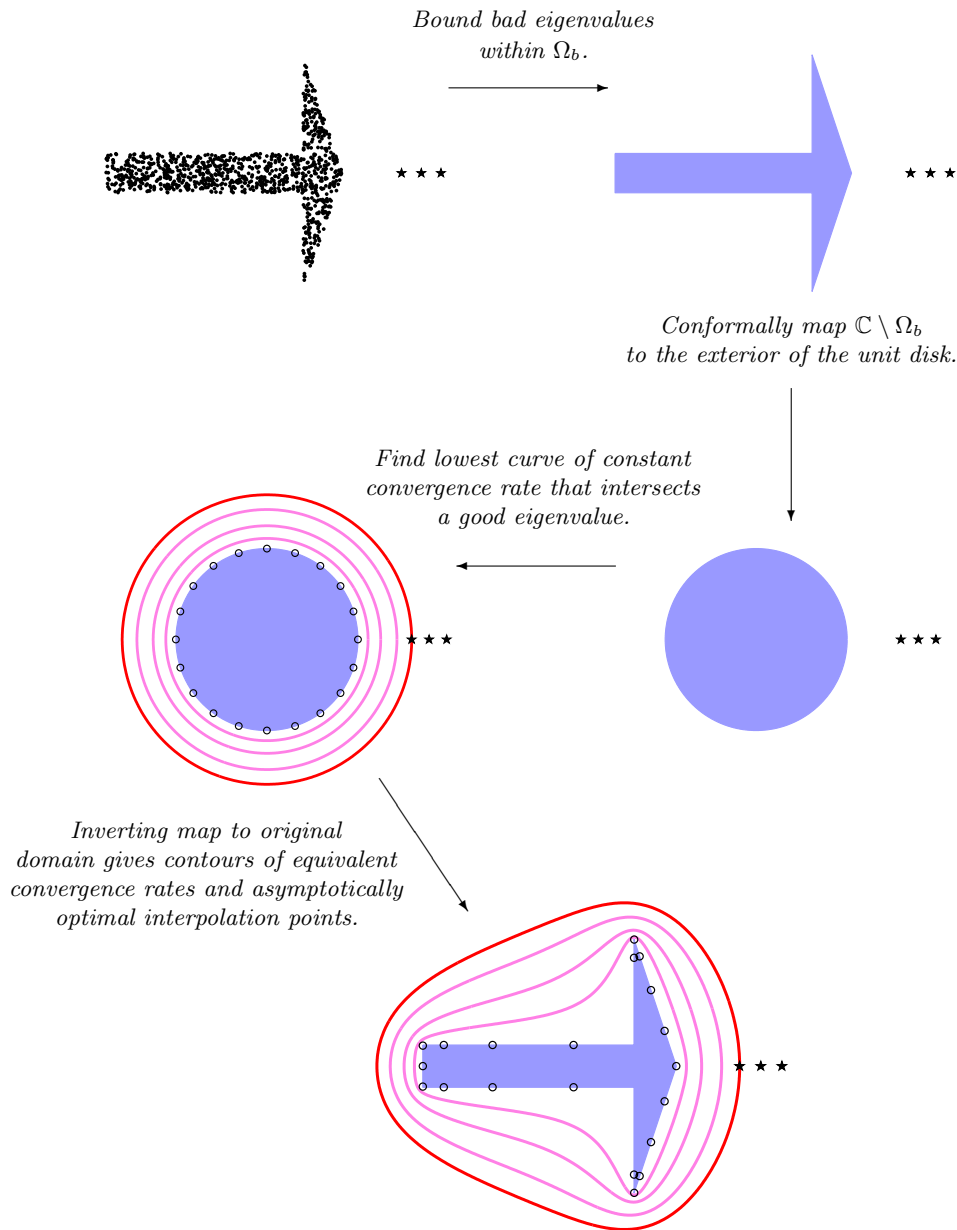 Bound bad eigenvalues
within Ω_b.
Conformally map ℂ \ Ω_b
to the exterior of the unit disk.
Find lowest curve of constant
convergence rate that intersects
a good eigenvalue.
Inverting map to original
domain gives contours of equivalent
convergence rates and asymptotically
optimal interpolation points.